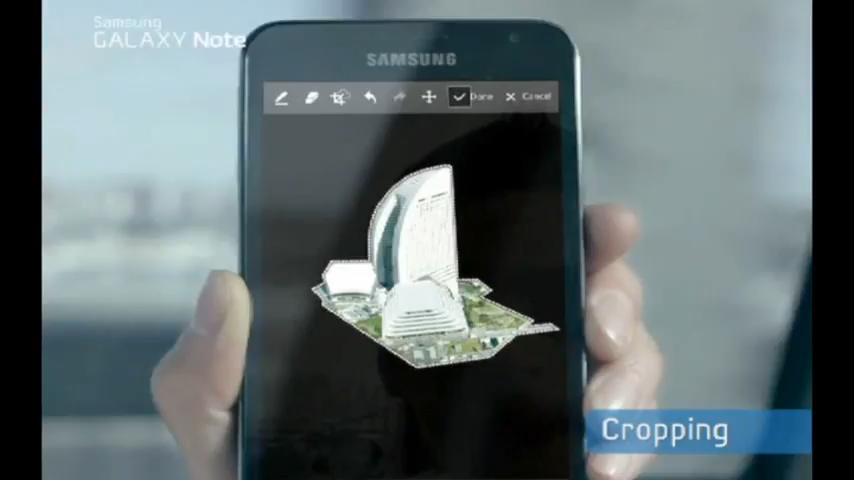 Samsung
GALAXY Note
SAMSUNG
Done
Cancel
Cropping